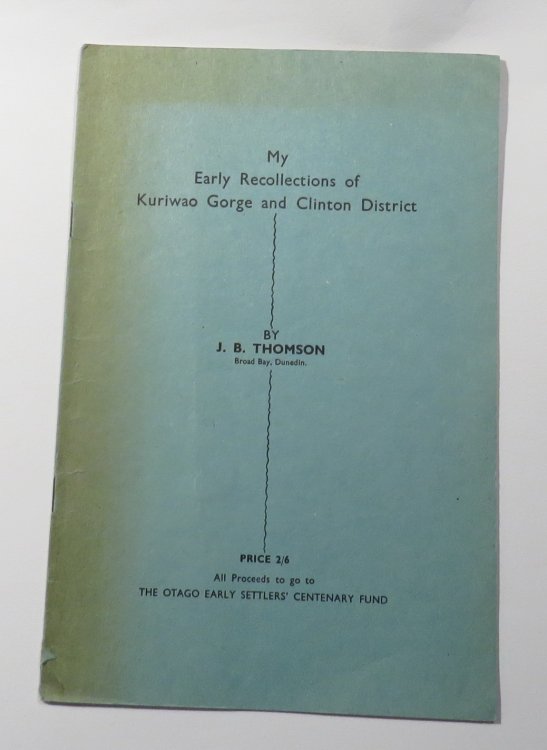 My
Early Recollections of
Kuriwao Gorge and Clinton District
BY
J. B. THOMSON
Broad Bay, Dunedin.
PRICE 2/6
All Proceeds to go to
THE OTAGO EARLY SETTLERS' CENTENARY FUND